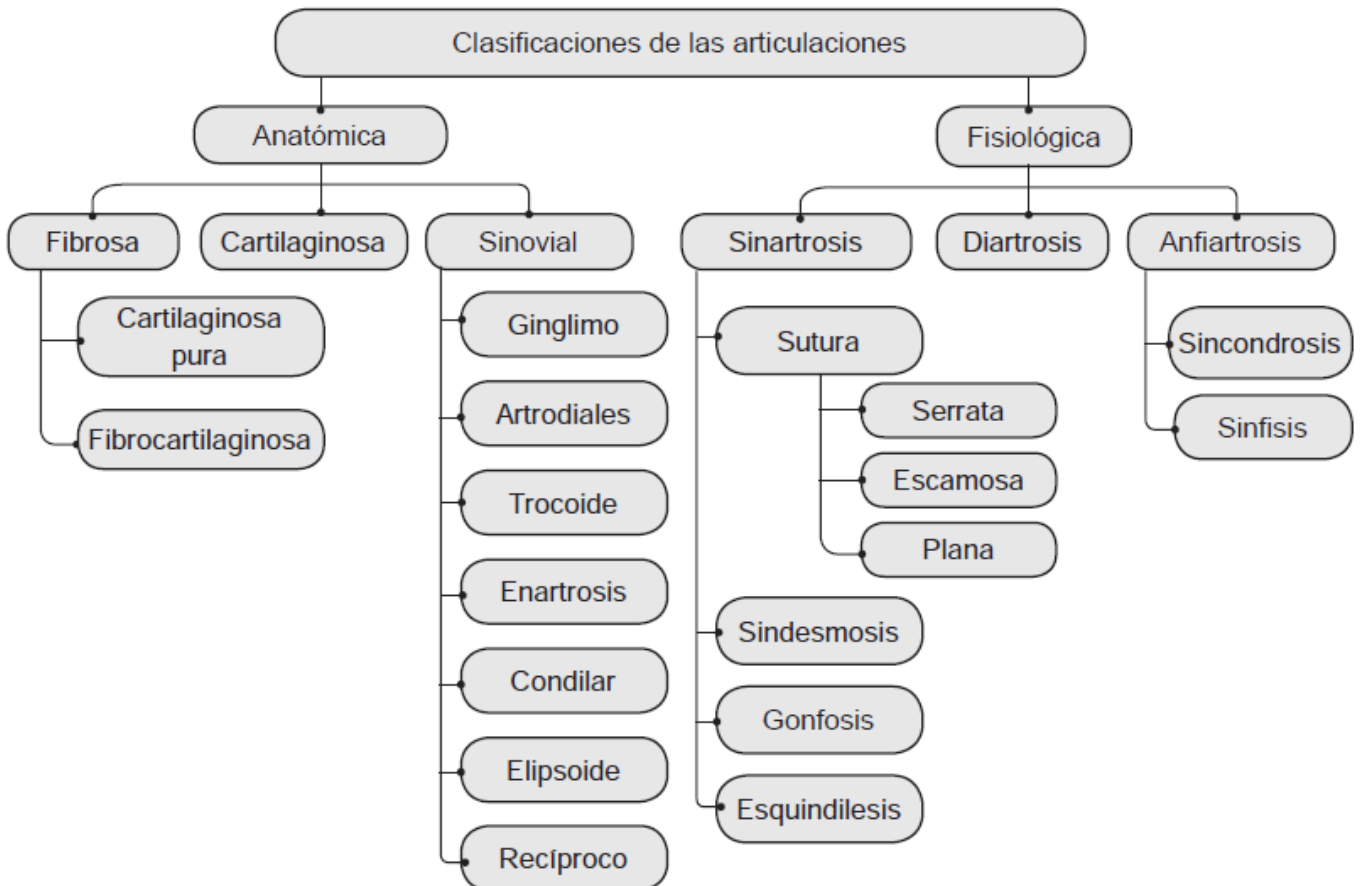 Clasificaciones de las articulaciones
Anatómica
Fisiológica
Fibrosa
Cartilaginosa
Sinovial
Sinartrosis
Diartrosis
Anfiartrosis
Cartilaginosa
pura
Fibrocartilaginosa
Ginglimo
Artrodiales
Trocoide
Enartrosis
Condilar
Elipsoide
Recíproco
Sutura
Serrata
Escamosa
Plana
Sindesmosis
Gonfosis
Esquindilesis
Sincondrosis
Sinfisis